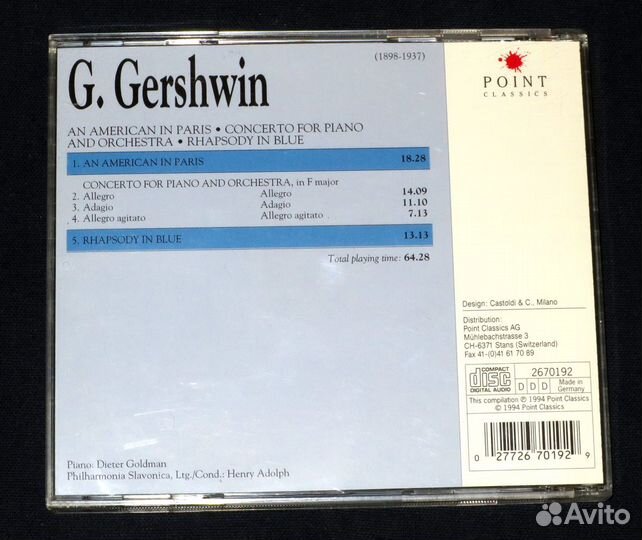 G. Gershwin
(1898-1937)
AN AMERICAN IN PARIS • CONCERTO FOR PIANO
AND ORCHESTRA • RHAPSODY IN BLUE
1. AN AMERICAN IN PARIS 18.28
CONCERTO FOR PIANO AND ORCHESTRA, in F major
2. Allegro Allegro 14.09
3. Adagio Adagio 11.10
4. Allegro agitato Allegro agitato 7.13
5. RHAPSODY IN BLUE 13.13
Total playing time: 64.28
Piano: Dieter Goldman
Philharmonia Slavonica, Ltg./Cond.: Henry Adolph
POINT
CLASSICS
Design: Castoldi & C., Milano
Distribution:
Point Classics AG
Mühlebachstrasse 3
CH-6371 Stans (Switzerland)
Fax 41-(0)41 61 70 89
COMPACT
disc
DIGITAL AUDIO
2670192
D D D
Made in
Germany
This compilation ℗ 1994 Point Classics
© 1994 Point Classics
0 27726 70192 9
Avito